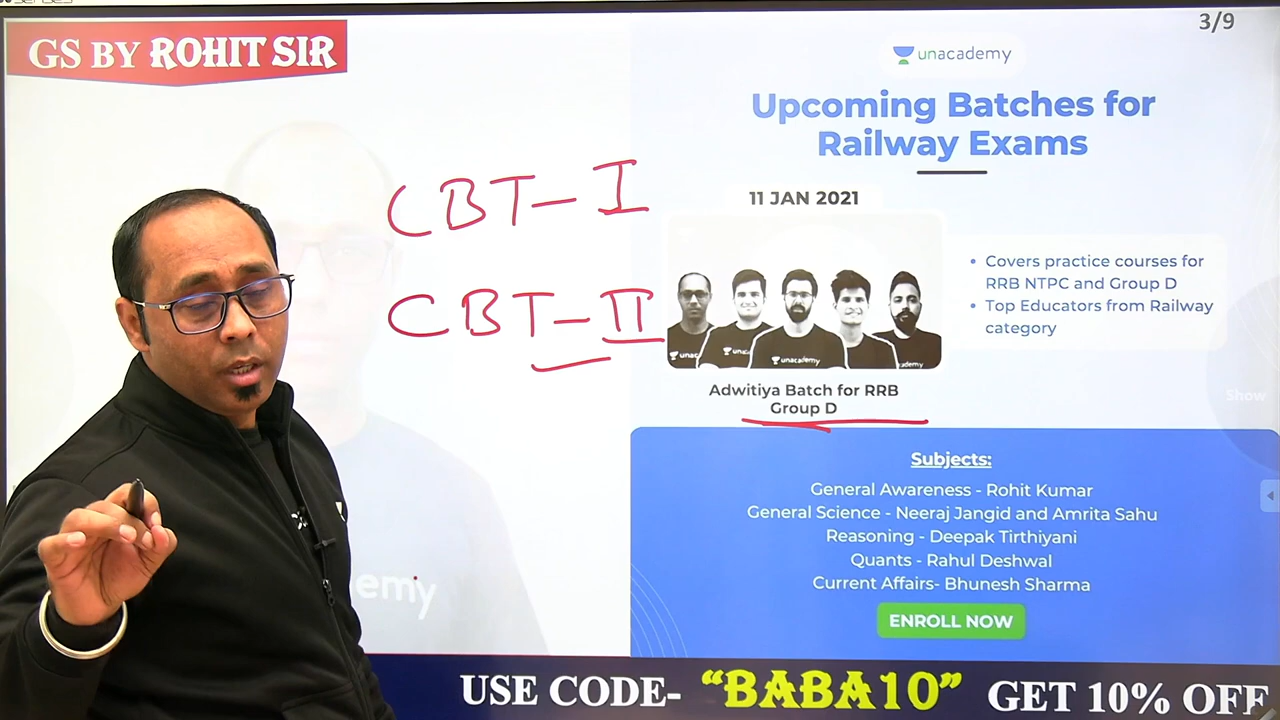 3/9
GS BY ROHIT SIR
unacademy
Upcoming Batches for
Railway Exams
CBT-I
CBT-II
11 JAN 2021
unacademy
Covers practice courses for
RRB NTPC and Group D
Top Educators from Railway
category
Adwitiya Batch for RRB
Group D
Show
Subjects:
General Awareness - Rohit Kumar
General Science - Neeraj Jangid and Amrita Sahu
Reasoning - Deepak Tirthiyani
Quants - Rahul Deshwal
Current Affairs- Bhunesh Sharma
ENROLL NOW
USE CODE- “BABA10” GET 10% OFF